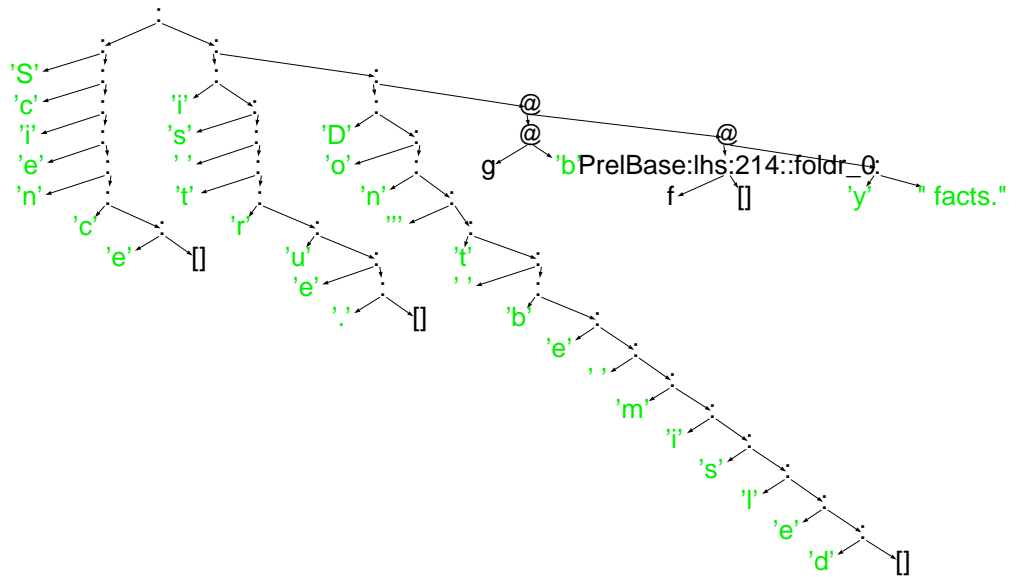 :
: :
'S' : : :
'c' : 'i' : : @
'i' : 's' : 'D' : @ @
'e' : ' ' : 'o' : g 'b' PrelBase:lhs:214::foldr_0 :
'n' : 't' : 'n' : f [] 'y' " facts."
'c' : 'r' : ''' :
'e' [] 'u' : 't' :
'e' : ' ' :
'.' [] 'b' :
'e' :
' ' :
'm' :
'i' :
's' :
'l' :
'e' :
'd' []